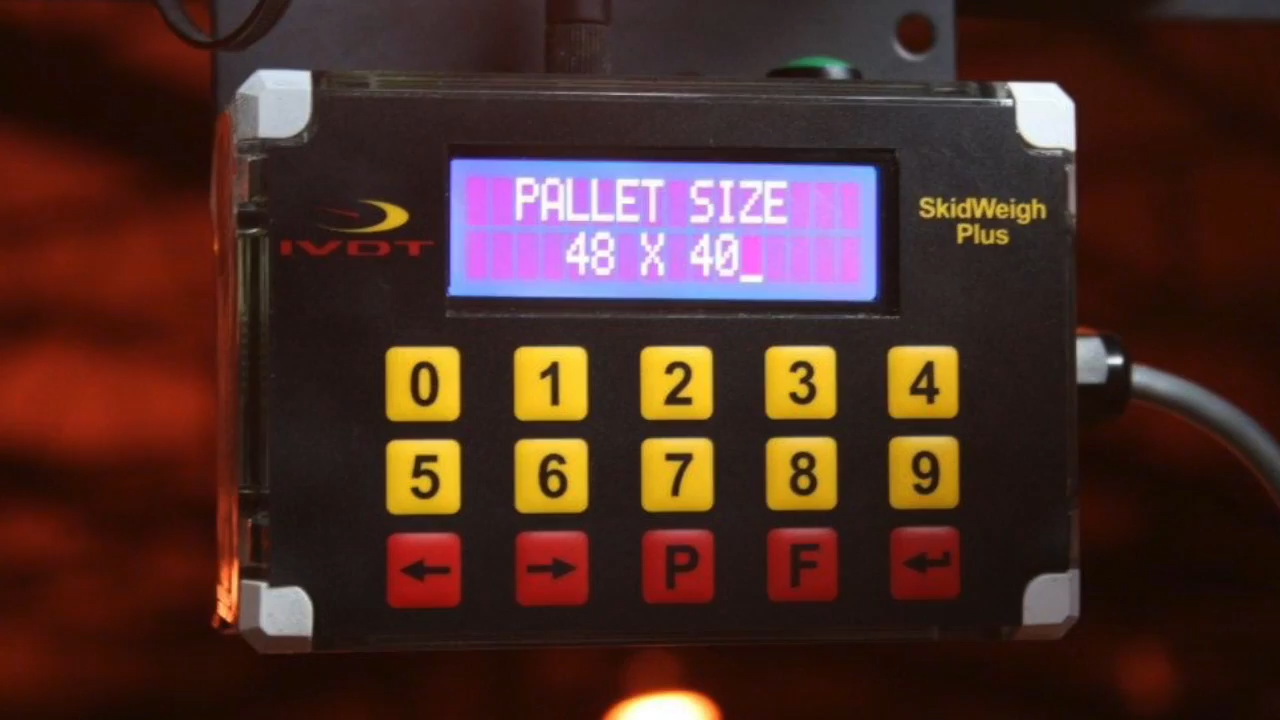 PALLET SIZE
48 X 40_
IVDT
SkidWeigh
Plus
0 1 2 3 4
5 6 7 8 9
← → P F ↵